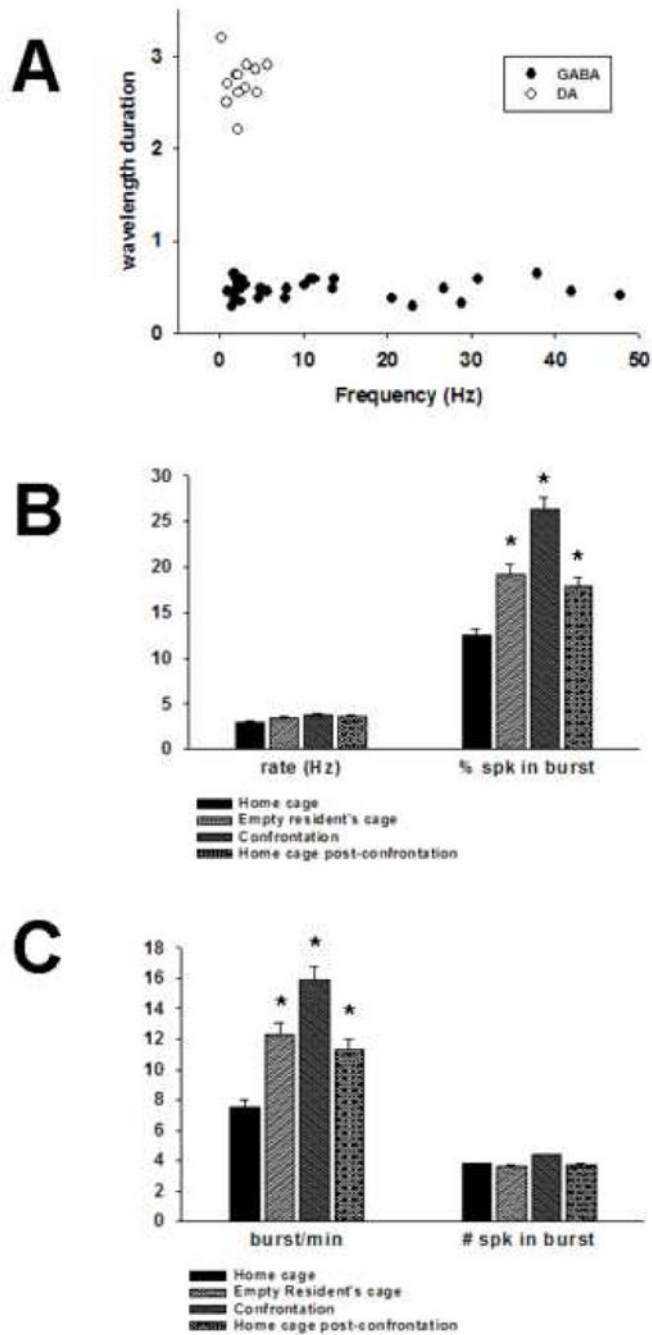 A
wavelength duration
3
2
1
0
GABA
DA
0 10 20 30 40 50
Frequency (Hz)
B
30
25
20
15
10
5
0
*
*
*
rate (Hz) % spk in burst
Home cage
Empty resident's cage
Confrontation
Home cage post-confrontation
C
18
16
14
12
10
8
6
4
2
0
*
*
*
burst/min # spk in burst
Home cage
Empty Resident's cage
Confrontation
Home cage post-confrontation